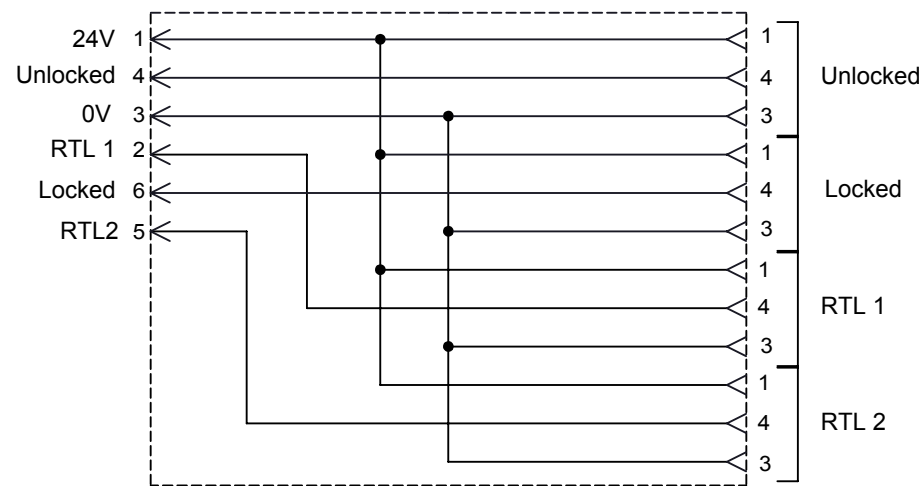 24V 1
Unlocked 4
0V 3
RTL 1 2
Locked 6
RTL2 5
1
4
3
Unlocked
1
4
3
Locked
1
4
3
RTL 1
1
4
3
RTL 2